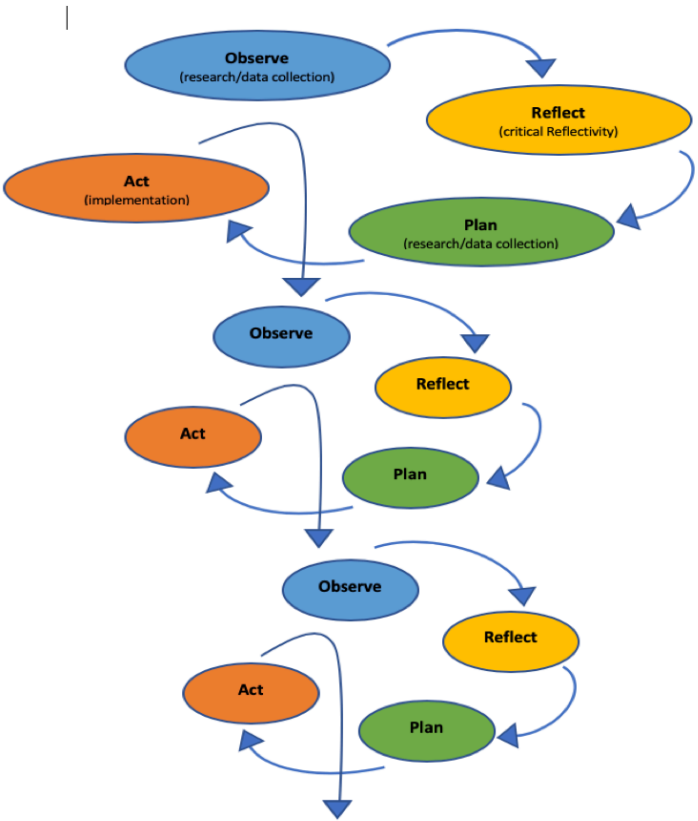 Observe
(research/data collection)
Reflect
(critical Reflectivity)
Act
(implementation)
Plan
(research/data collection)
Observe
Reflect
Act
Plan
Observe
Reflect
Act
Plan